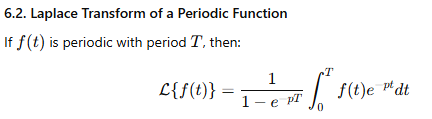 6.2. Laplace Transform of a Periodic Function
If f(t) is periodic with period T, then:
ℒ{f(t)} = \frac{1}{1 − e^{-pT}} ∫_0^T f(t)e^{-pt} dt